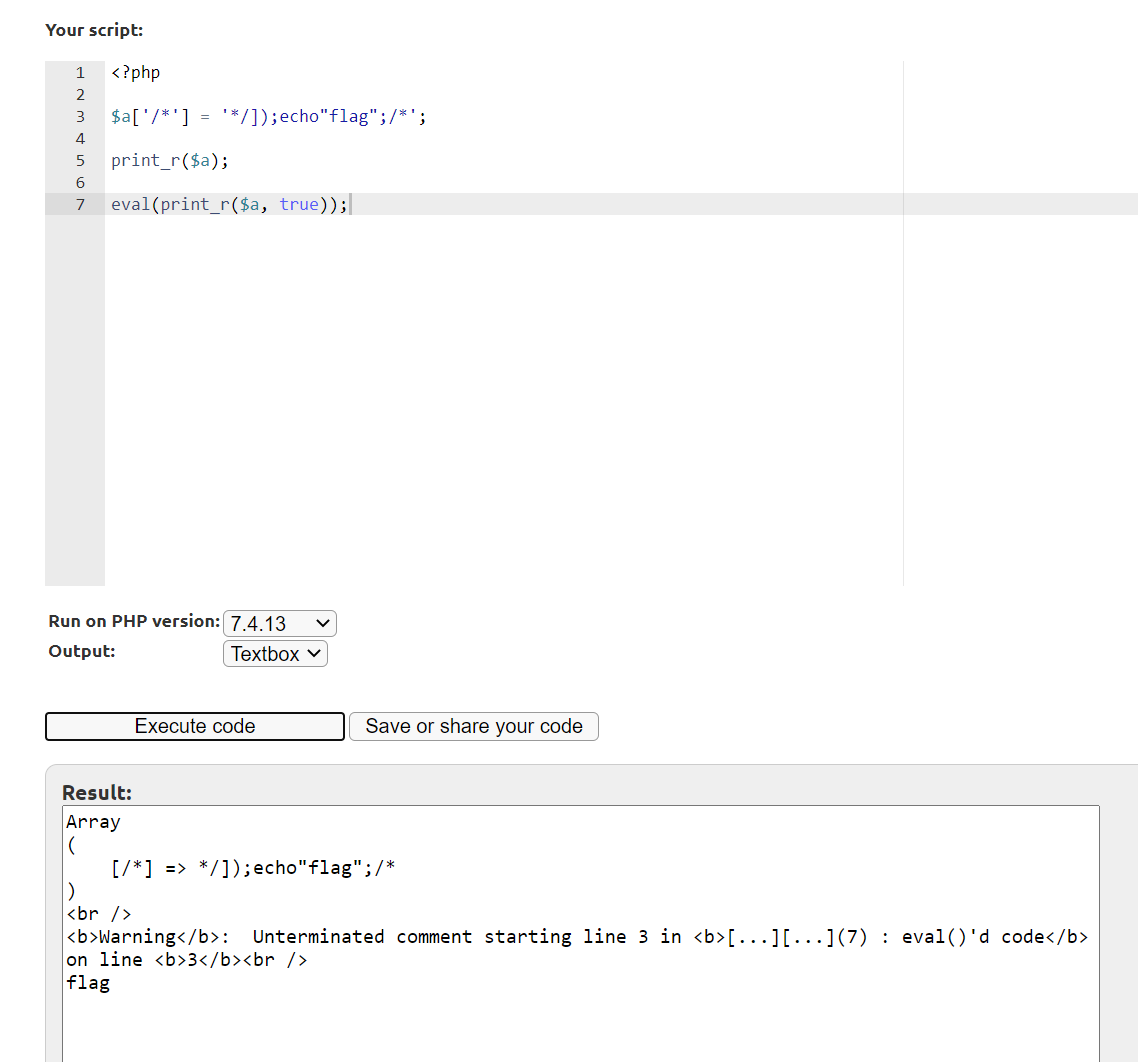 Your script:
1 <?php
2
3 $a['/*'] = '*/]);echo"flag";/*';
4
5 print_r($a);
6
7 eval(print_r($a, true));
Run on PHP version: 7.4.13
Output: Textbox
Execute code Save or share your code
Result:
Array
(
    [/*] => */]);echo"flag";/*
)
<br />
<b>Warning</b>:  Unterminated comment starting line 3 in <b>[...][...](7) : eval()'d code</b>
on line <b>3</b><br />
flag